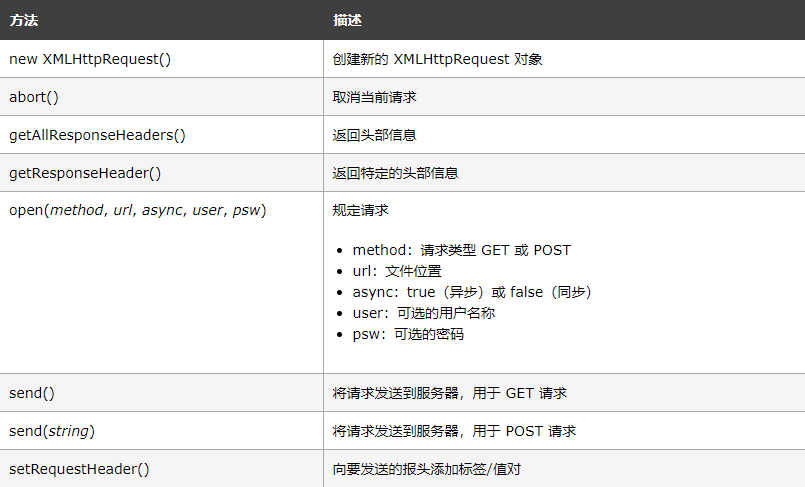 方法 描述
new XMLHttpRequest() 创建新的 XMLHttpRequest 对象
abort() 取消当前请求
getAllResponseHeaders() 返回头部信息
getResponseHeader() 返回特定的头部信息
open(method, url, async, user, psw) 规定请求
• method：请求类型 GET 或 POST
• url：文件位置
• async：true（异步）或 false（同步）
• user：可选的用户名称
• psw：可选的密码
send() 将请求发送到服务器，用于 GET 请求
send(string) 将请求发送到服务器，用于 POST 请求
setRequestHeader() 向要发送的报头添加标签/值对